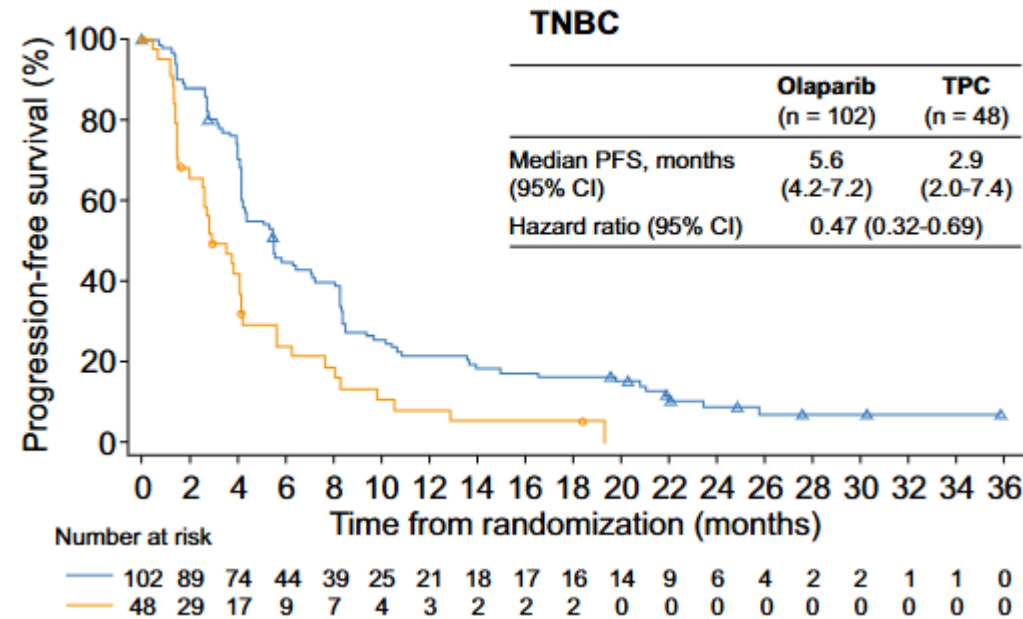 TNBC
Olaparib TPC
(n = 102) (n = 48)
Median PFS, months 5.6 2.9
(95% CI) (4.2-7.2) (2.0-7.4)
Hazard ratio (95% CI) 0.47 (0.32-0.69)
Progression-free survival (%)
100
80
60
40
20
0
0 2 4 6 8 10 12 14 16 18 20 22 24 26 28 30 32 34 36
Time from randomization (months)
Number at risk
102 89 74 44 39 25 21 18 17 16 14 9 6 4 2 2 1 1 0
48 29 17 9 7 4 3 2 2 2 0 0 0 0 0 0 0 0 0